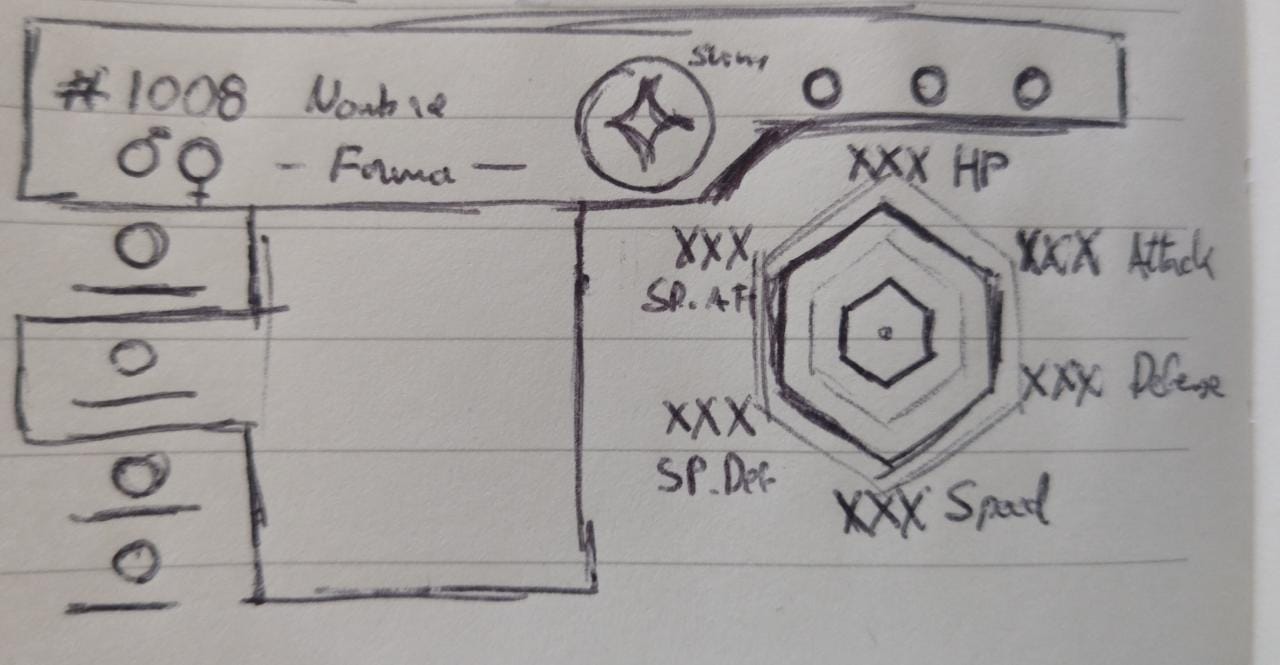 #1008 Nombre
♂♀ - Forma -
Shiny
XXX HP
XXX Attack
XXX Defense
XXX Speed
XXX
SP.Def
XXX
SP.Att